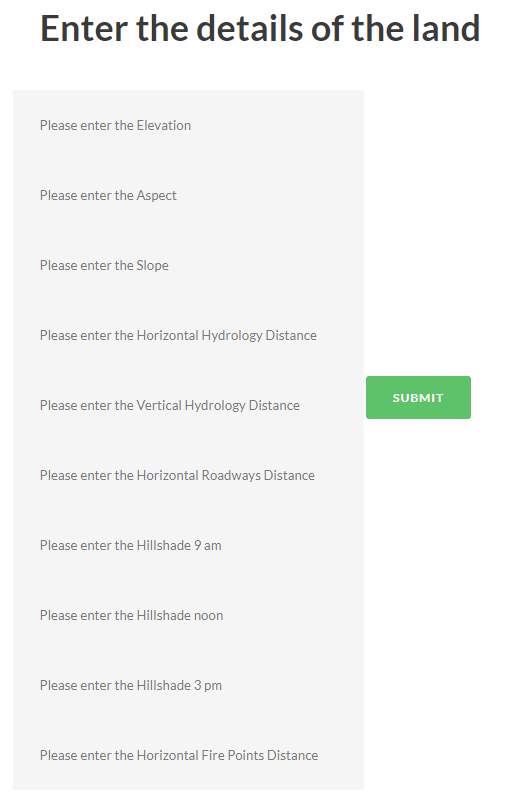 Enter the details of the land
Please enter the Elevation
Please enter the Aspect
Please enter the Slope
Please enter the Horizontal Hydrology Distance
Please enter the Vertical Hydrology Distance
SUBMIT
Please enter the Horizontal Roadways Distance
Please enter the Hillshade 9 am
Please enter the Hillshade noon
Please enter the Hillshade 3 pm
Please enter the Horizontal Fire Points Distance